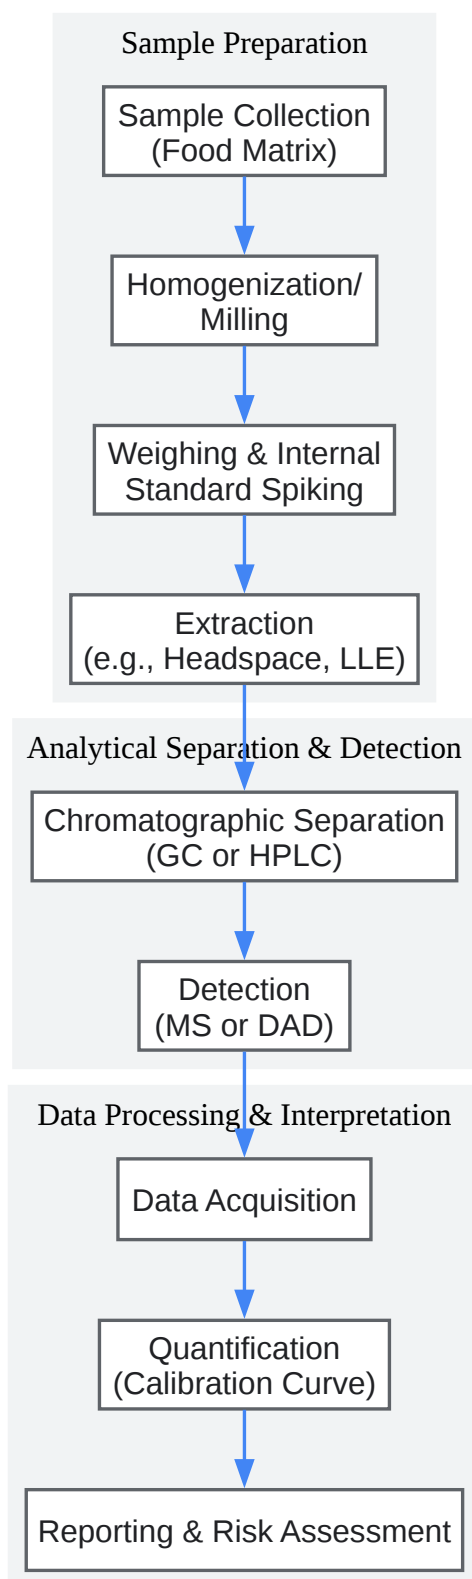 Sample Preparation
Sample Collection
(Food Matrix)
Homogenization/
Milling
Weighing & Internal
Standard Spiking
Extraction
(e.g., Headspace, LLE)
Analytical Separation & Detection
Chromatographic Separation
(GC or HPLC)
Detection
(MS or DAD)
Data Processing & Interpretation
Data Acquisition
Quantification
(Calibration Curve)
Reporting & Risk Assessment